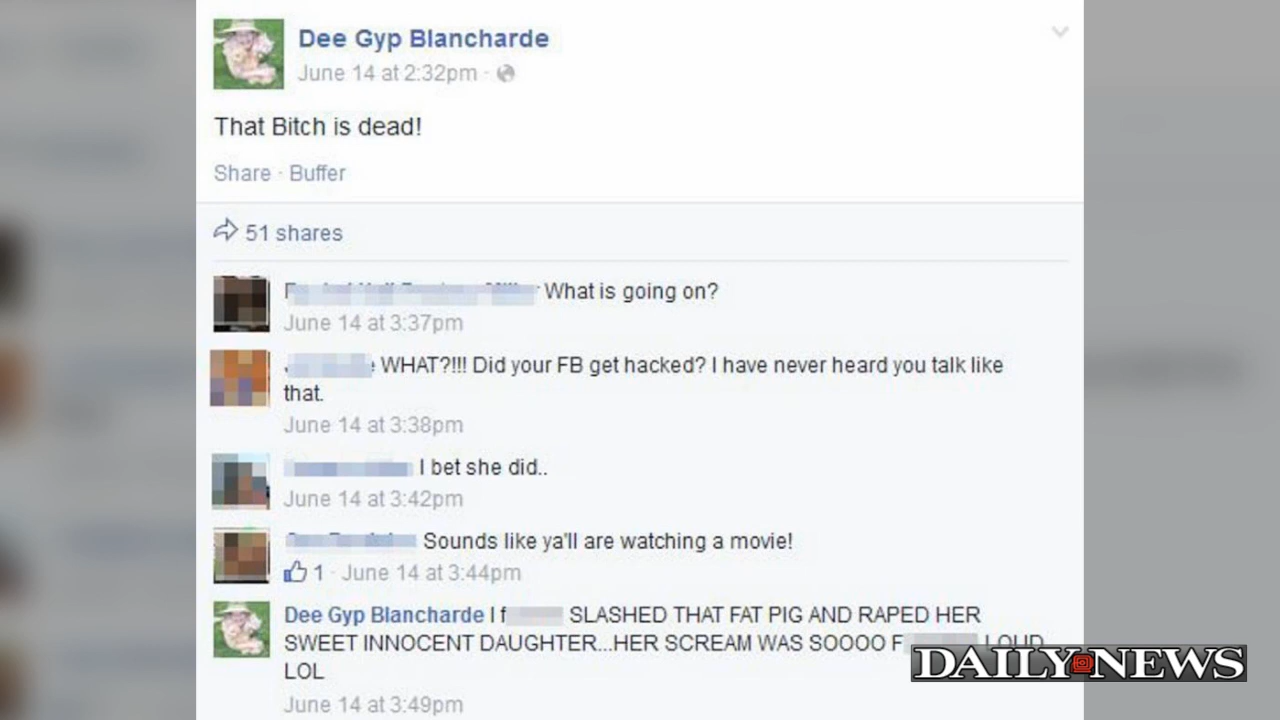 Dee Gyp Blancharde
June 14 at 2:32pm ·
That Bitch is dead!
Share · Buffer
51 shares
What is going on?
June 14 at 3:37pm
WHAT?!!! Did your FB get hacked? I have never heard you talk like
that.
June 14 at 3:38pm
I bet she did..
June 14 at 3:42pm
Sounds like ya'll are watching a movie!
1 · June 14 at 3:44pm
Dee Gyp Blancharde I f SLASHED THAT FAT PIG AND RAPED HER
SWEET INNOCENT DAUGHTER...HER SCREAM WAS SOOOO F LOUD
LOL
June 14 at 3:49pm
DAILY NEWS